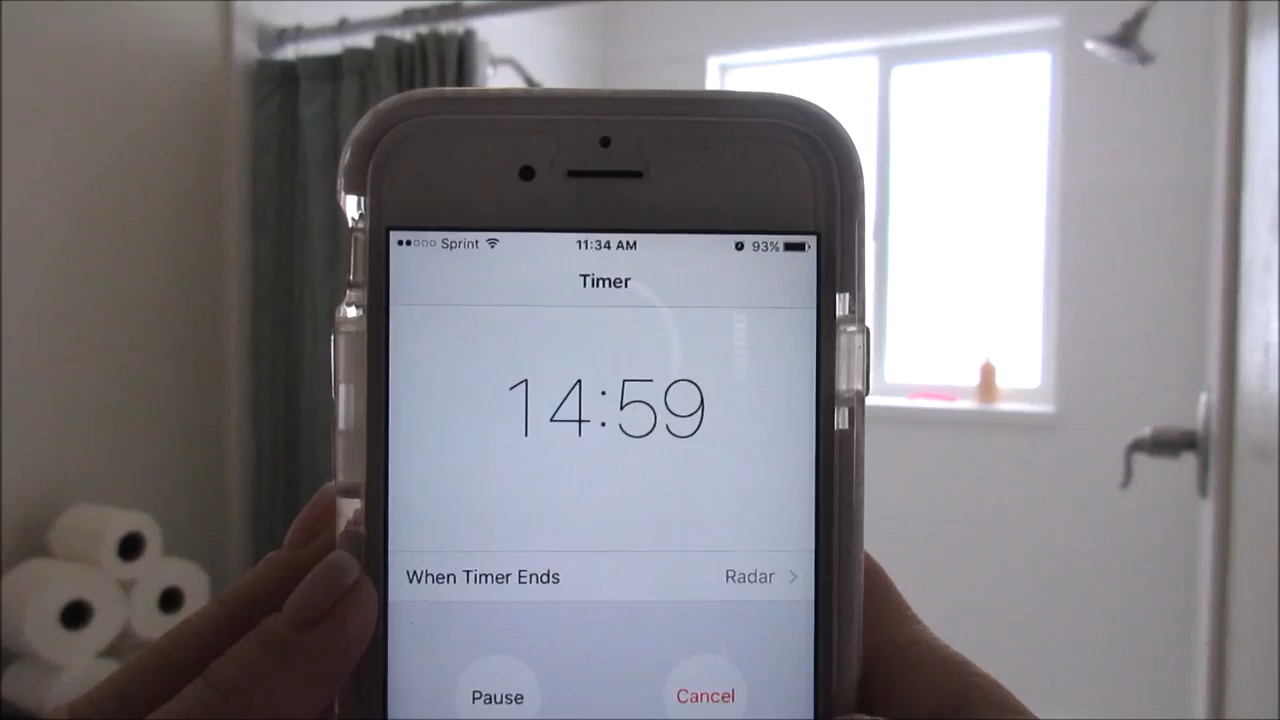 Sprint 11:34 AM 93%
Timer
14:59
When Timer Ends Radar
Pause Cancel